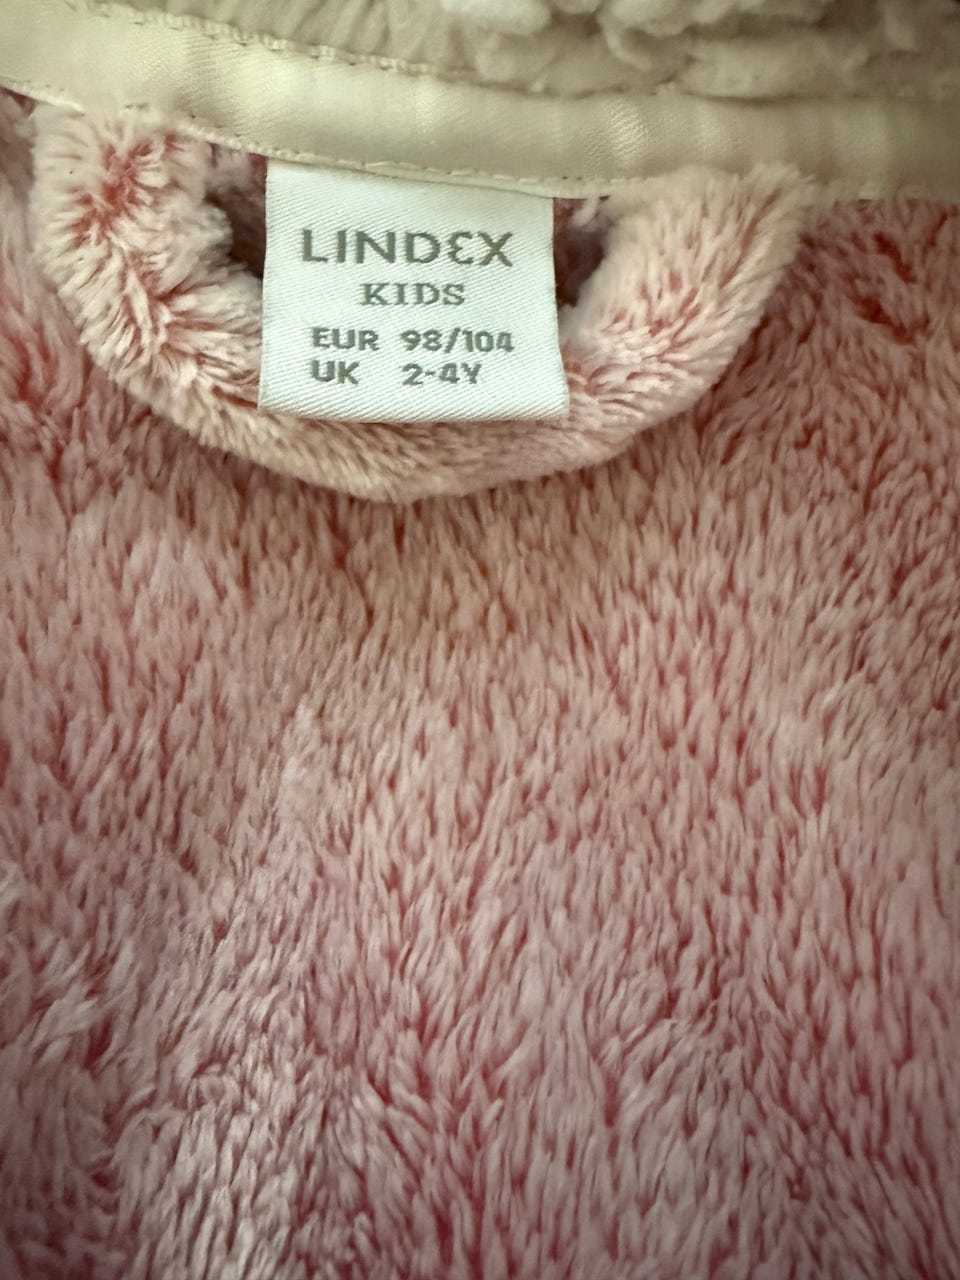 LINDEX
KIDS
EUR 98/104
UK 2-4Y